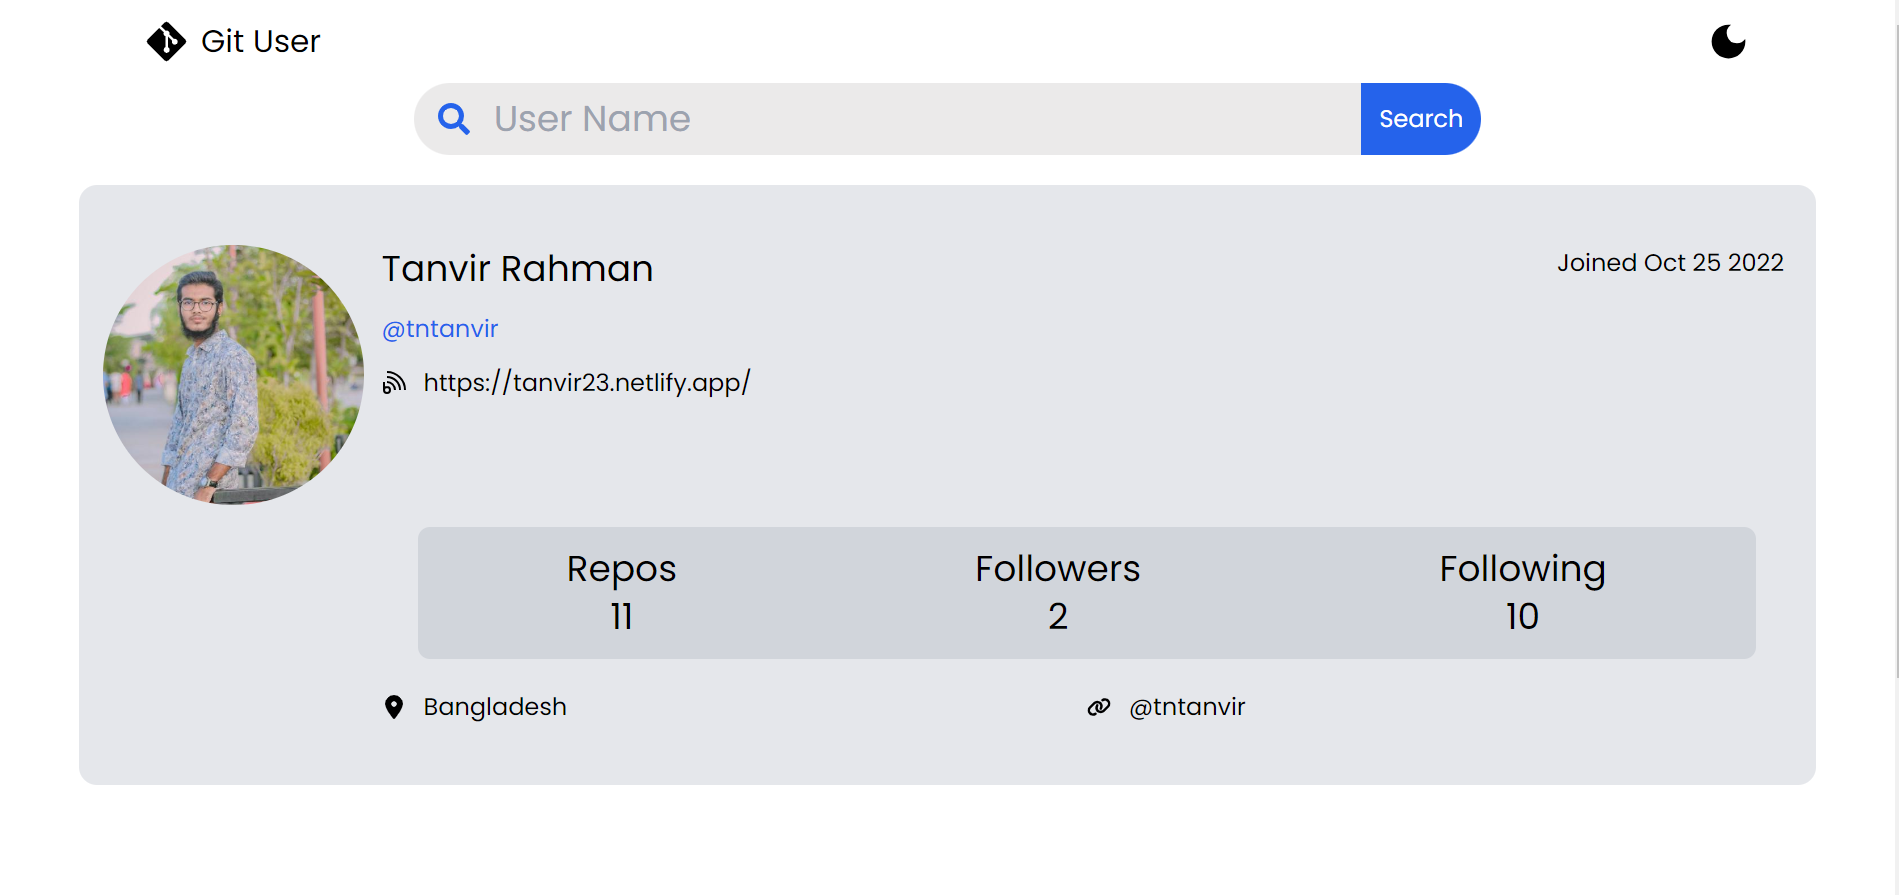 Git User
User Name
Search
Tanvir Rahman
Joined Oct 25 2022
@tntanvir
https://tanvir23.netlify.app/
Repos
11
Followers
2
Following
10
Bangladesh
@tntanvir